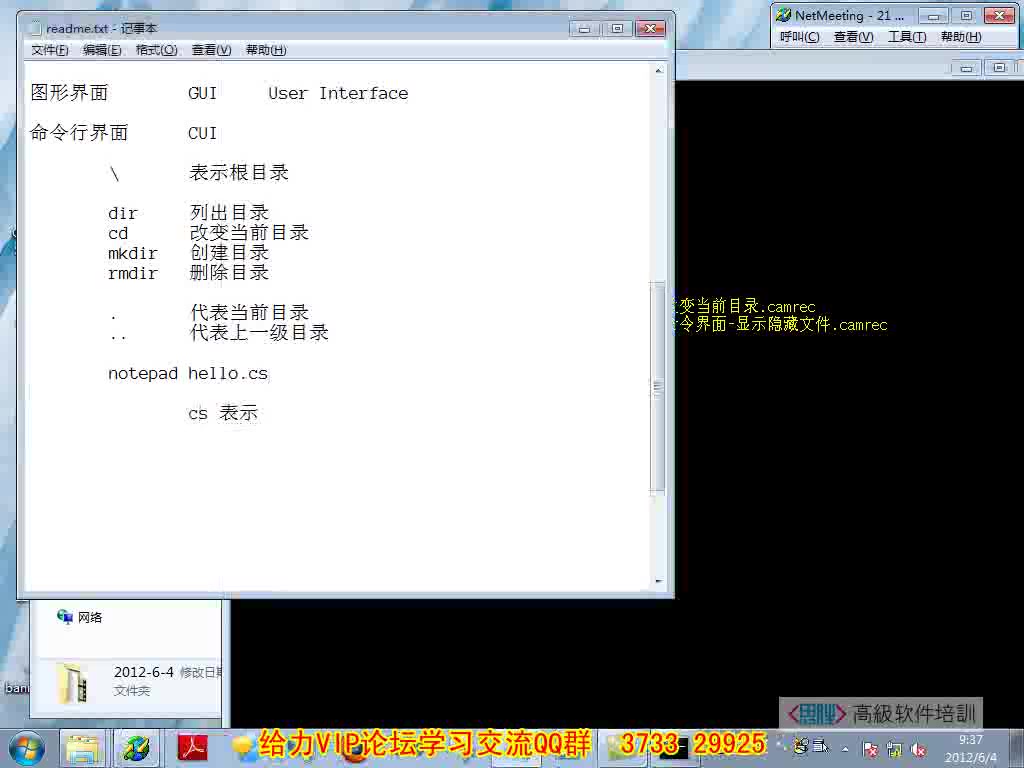 readme.txt - 记事本
文件(F) 编辑(E) 格式(O) 查看(V) 帮助(H)
图形界面 GUI User Interface
命令行界面 CUI
\ 表示根目录
dir 列出目录
cd 改变当前目录
mkdir 创建目录
rmdir 删除目录
. 代表当前目录
.. 代表上一级目录
notepad hello.cs
cs 表示
NetMeeting - 21 ...
呼叫(C) 查看(V) 工具(T) 帮助(H)
变当前目录.camrec
令界面-显示隐藏文件.camrec
网络
2012-6-4 修改日期
文件夹
高級软件培訓
给力VIP论坛学习交流QQ群 3733 29925
9:37
2012/6/4